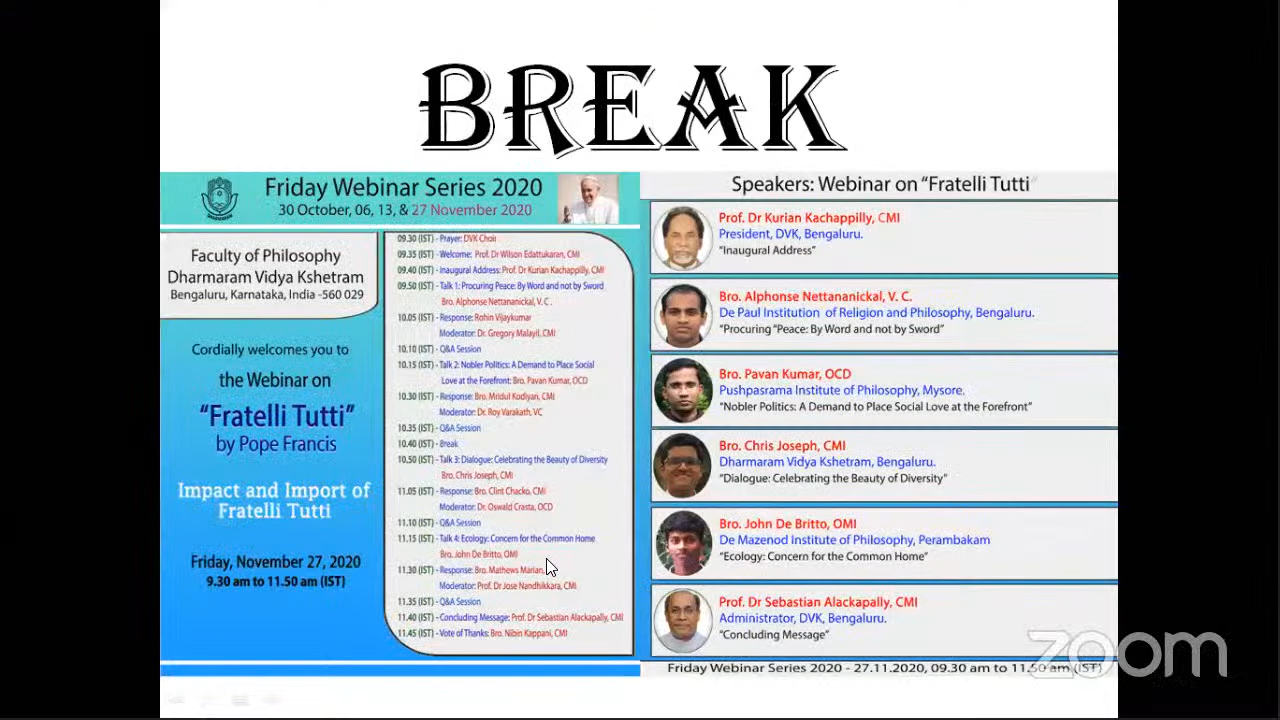 BREAK
Friday Webinar Series 2020
30 October, 06, 13, & 27 November 2020
Faculty of Philosophy
Dharmaram Vidya Kshetram
Bengaluru, Karnataka, India -560 029
Cordially welcomes you to
the Webinar on
“Fratelli Tutti”
by Pope Francis
Impact and Import of
Fratelli Tutti
Friday, November 27, 2020
9.30 am to 11.50 am (IST)
09.30 (IST) - Prayer: DVK Choir
09.35 (IST) - Welcome: Prof. Dr Wilson Edattukaran, CMI
09.40 (IST) - Inaugural Address: Prof. Dr Kurian Kachappilly, CMI
09.50 (IST) - Talk 1: Procuring Peace: By Word and not by Sword
Bro. Alphonse Nettananickal, V. C .
10.05 (IST) - Response: Rohin Vijaykumar
Moderator: Dr. Gregory Malayil, CMI
10.10 (IST) - Q&A Session
10.15 (IST) - Talk 2: Nobler Politics: A Demand to Place Social
Love at the Forefront: Bro. Pavan Kumar, OCD
10.30 (IST) - Response: Bro. Mridul Kodiyan, CMI
Moderator: Dr. Roy Varakath, VC
10.35 (IST) - Q&A Session
10.40 (IST) - Break
10.50 (IST) - Talk 3: Dialogue: Celebrating the Beauty of Diversity
Bro. Chris Joseph, CMI
11.05 (IST) - Response: Bro. Clint Chacko, CMI
Moderator: Dr. Oswald Crasta, OCD
11.10 (IST) - Q&A Session
11.15 (IST) - Talk 4: Ecology: Concern for the Common Home
Bro. John De Britto, OMI
11.30 (IST) - Response: Bro. Mathews Marian,
Moderator: Prof. Dr Jose Nandhikkara, CMI
11.35 (IST) - Q&A Session
11.40 (IST) - Concluding Message: Prof. Dr Sebastian Alackapally, CMI
11.45 (IST) - Vote of Thanks: Bro. Nibin Kappani, CMI
Speakers: Webinar on “Fratelli Tutti”
Prof. Dr Kurian Kachappilly, CMI
President, DVK, Bengaluru.
“Inaugural Address”
Bro. Alphonse Nettananickal, V. C.
De Paul Institution of Religion and Philosophy, Bengaluru.
“Procuring “Peace: By Word and not by Sword”
Bro. Pavan Kumar, OCD
Pushpasrama Institute of Philosophy, Mysore.
“Nobler Politics: A Demand to Place Social Love at the Forefront”
Bro. Chris Joseph, CMI
Dharmaram Vidya Kshetram, Bengaluru.
“Dialogue: Celebrating the Beauty of Diversity”
Bro. John De Britto, OMI
De Mazenod Institute of Philosophy, Perambakam
“Ecology: Concern for the Common Home”
Prof. Dr Sebastian Alackapally, CMI
Administrator, DVK, Bengaluru.
“Concluding Message”
Friday Webinar Series 2020 - 27.11.2020, 09.30 am to 11.50 am (IST)
zoom